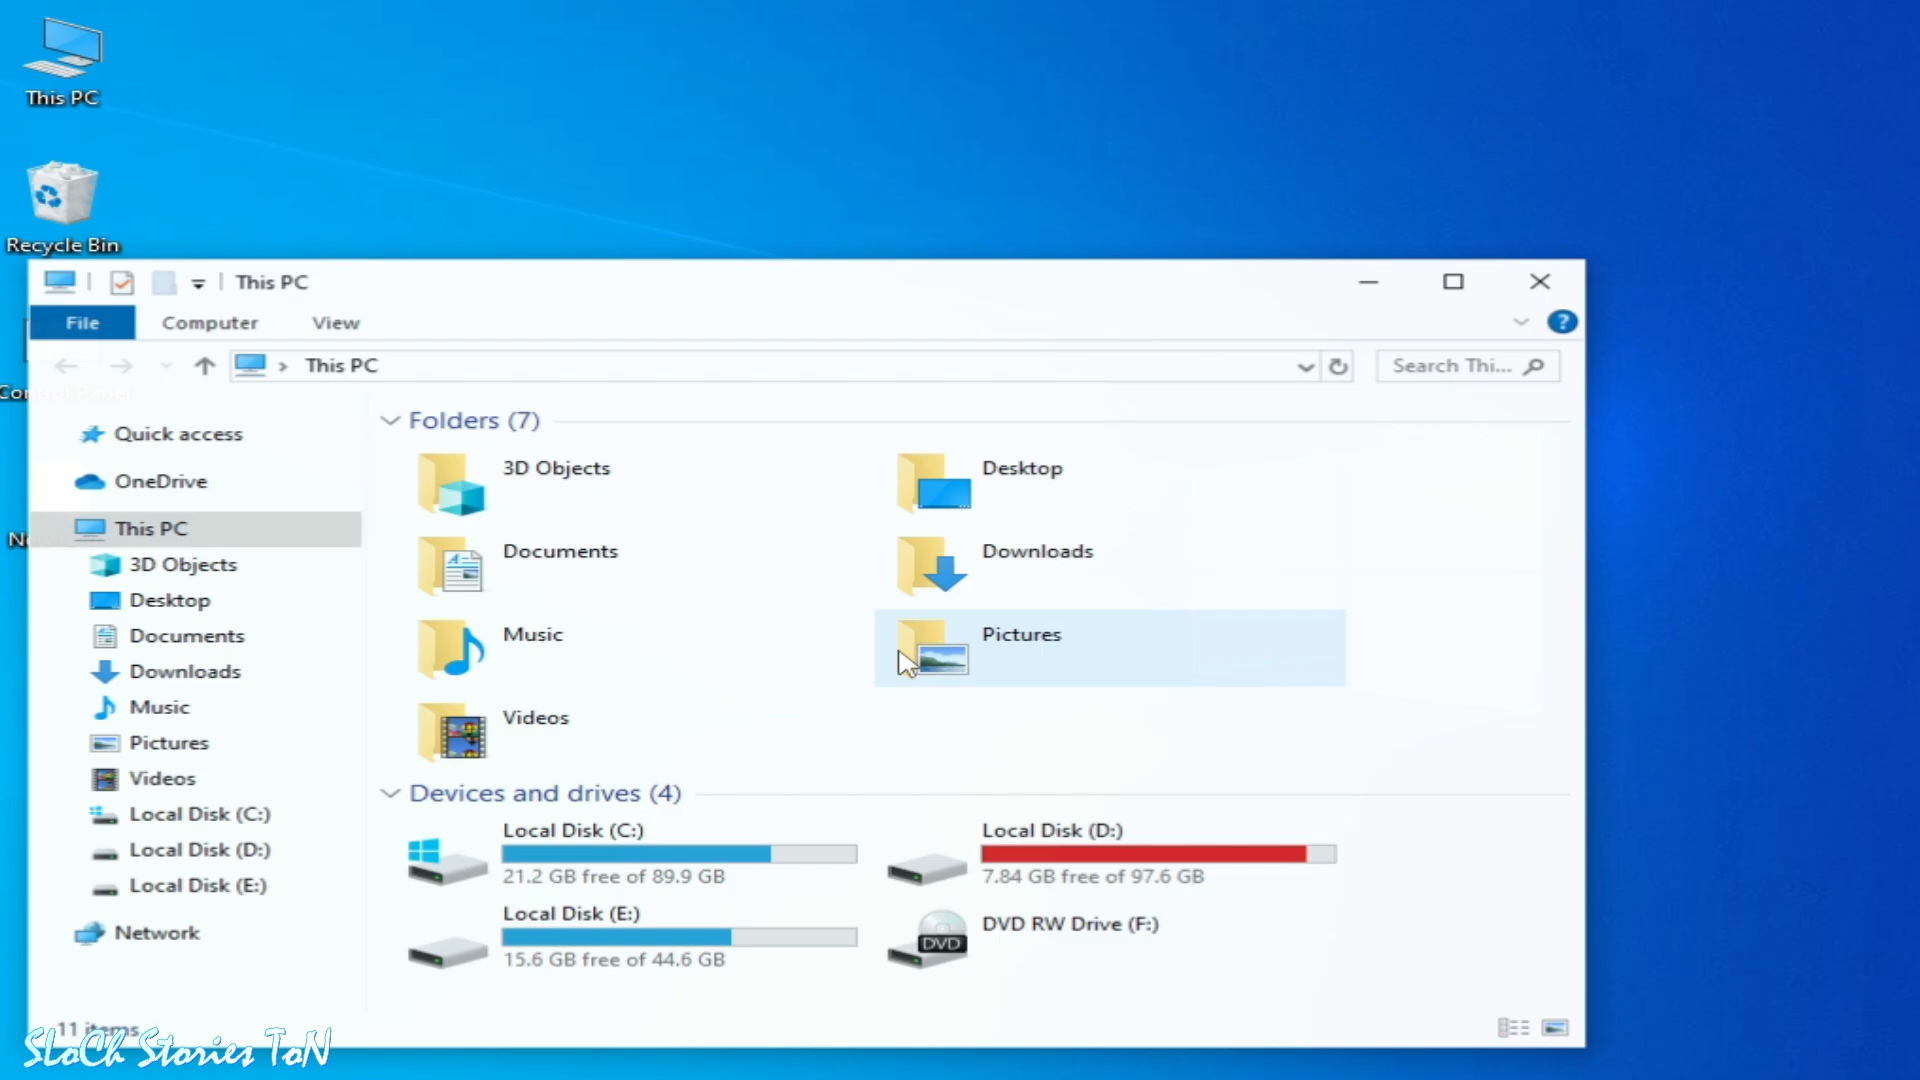 This PC
Recycle Bin
This PC
File Computer View
This PC
Search Thi...
Quick access
OneDrive
This PC
3D Objects
Desktop
Documents
Downloads
Music
Pictures
Videos
Local Disk (C:)
Local Disk (D:)
Local Disk (E:)
Network
Folders (7)
3D Objects
Desktop
Documents
Downloads
Music
Pictures
Videos
Devices and drives (4)
Local Disk (C:)
21.2 GB free of 89.9 GB
Local Disk (D:)
7.84 GB free of 97.6 GB
Local Disk (E:)
15.6 GB free of 44.6 GB
DVD RW Drive (F:)
DVD
11 items
SLoCh Stories ToN